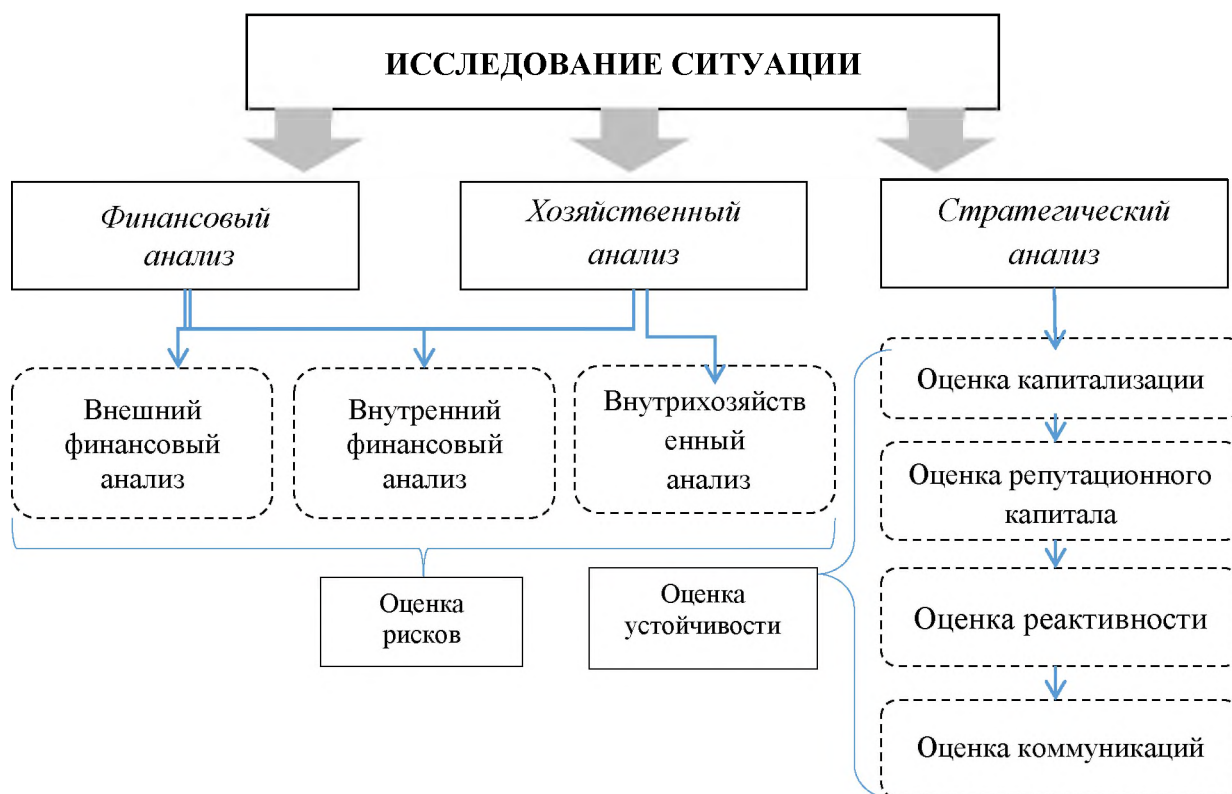 ИССЛЕДОВАНИЕ СИТУАЦИИ
Финансовый
анализ
Хозяйственный
анализ
Стратегический
анализ
Внешний
финансовый
анализ
Внутренний
финансовый
анализ
Внутрихозяйств
енный
анализ
Оценка капитализации
Оценка репутационного
капитала
Оценка реактивности
Оценка коммуникаций
Оценка
рисков
Оценка
устойчивости